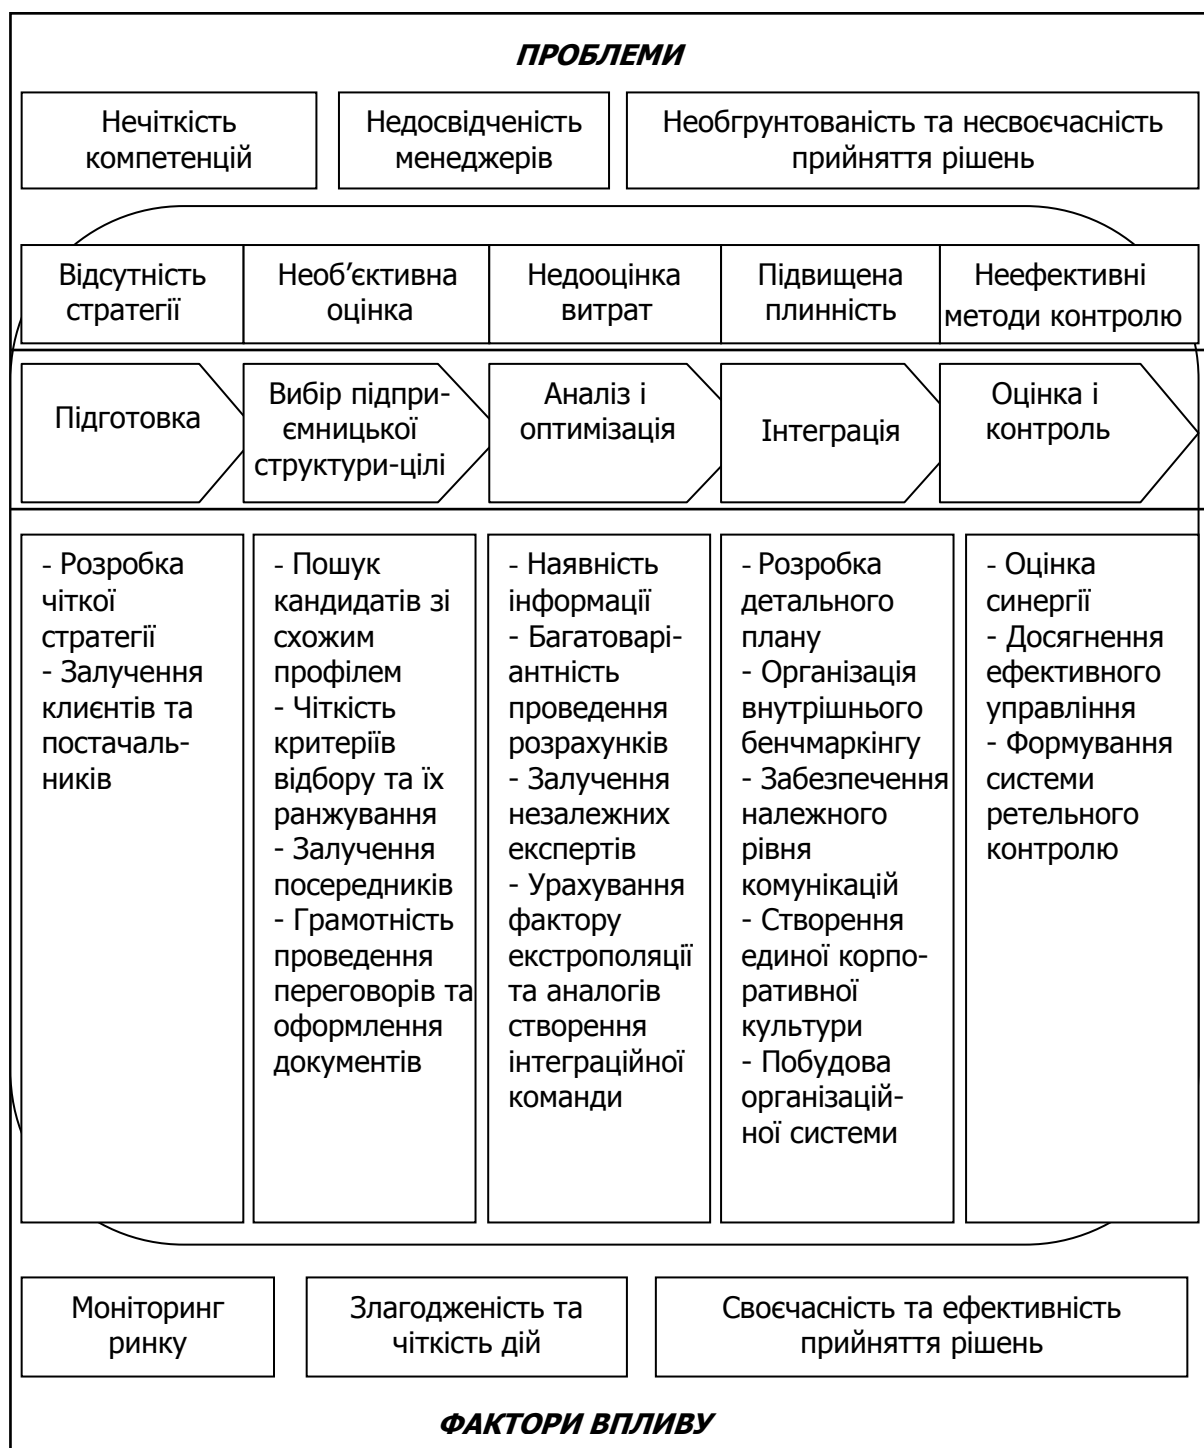 ПРОБЛЕМИ
Нечіткість
компетенцій
Недосвідченість
менеджерів
Необгрунтованість та несвоєчасність
прийняття рішень
Відсутність
стратегії
Необ’єктивна
оцінка
Недооцінка
витрат
Підвищена
плинність
Неефективні
методи контролю
Підготовка
Вибір підпри-
ємницької
структури-цілі
Аналіз і
оптимізація
Інтеграція
Оцінка і
контроль
- Розробка
чіткої
стратегії
- Залучення
клиєнтів та
постачаль-
ників
- Пошук
кандидатів зі
схожим
профілем
- Чіткість
критеріїв
відбору та їх
ранжування
- Залучення
посередників
- Грамотність
проведення
переговорів та
оформлення
документів
- Наявність
інформації
- Багатоварі-
антність
проведення
розрахунків
- Залучення
незалежних
експертів
- Урахування
фактору
екстрополяції
та аналогів
створення
інтеграційної
команди
- Розробка
детального
плану
- Організація
внутрішнього
бенчмаркінгу
- Забезпечення
належного
рівня
комунікацій
- Створення
единої корпо-
ративної
культури
- Побудова
організацій-
ної системи
- Оцінка
синергії
- Досягнення
ефективного
управління
- Формування
системи
ретельного
контролю
Моніторинг
ринку
Злагодженість та
чіткість дій
Своєчасність та ефективність
прийняття рішень
ФАКТОРИ ВПЛИВУ